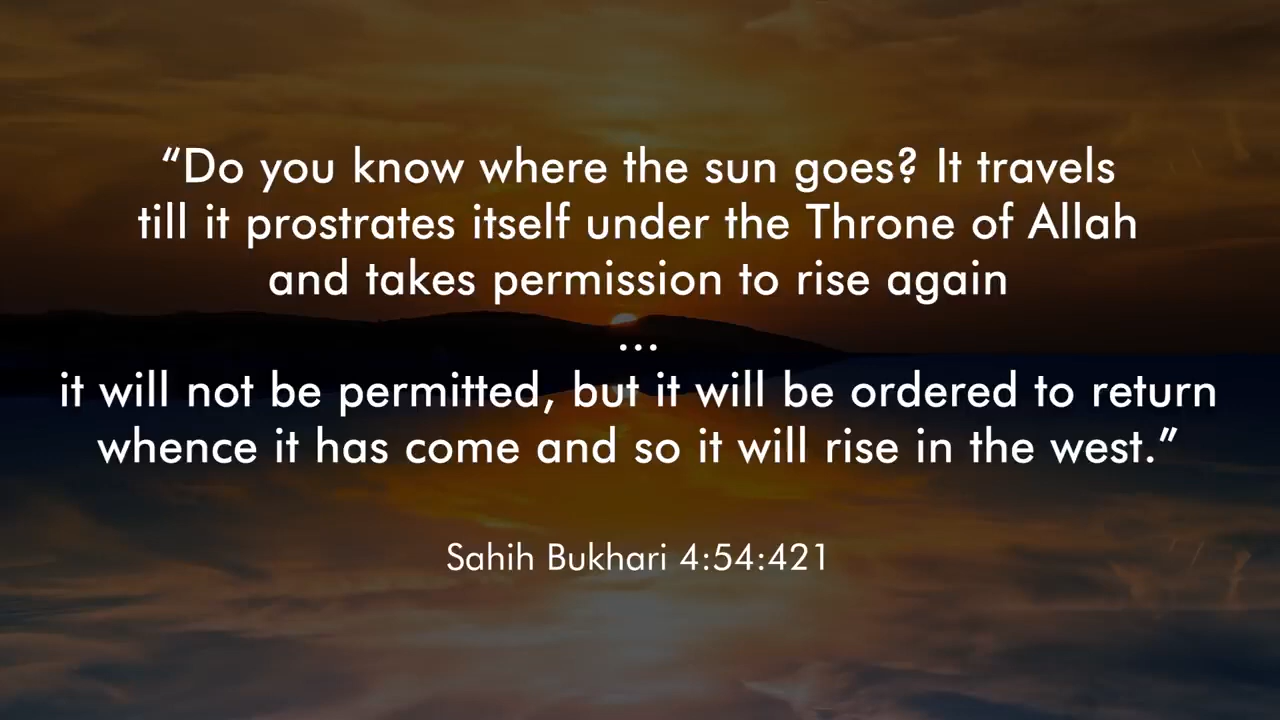 “Do you know where the sun goes? It travels
till it prostrates itself under the Throne of Allah
and takes permission to rise again
...
it will not be permitted, but it will be ordered to return
whence it has come and so it will rise in the west.”
Sahih Bukhari 4:54:421